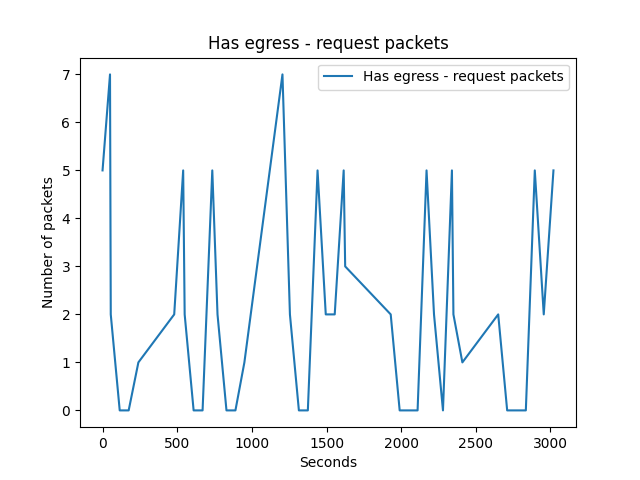 Has egress - request packets
Has egress - request packets
7
6
5
4
3
2
1
0
Number of packets
0 500 1000 1500 2000 2500 3000
Seconds